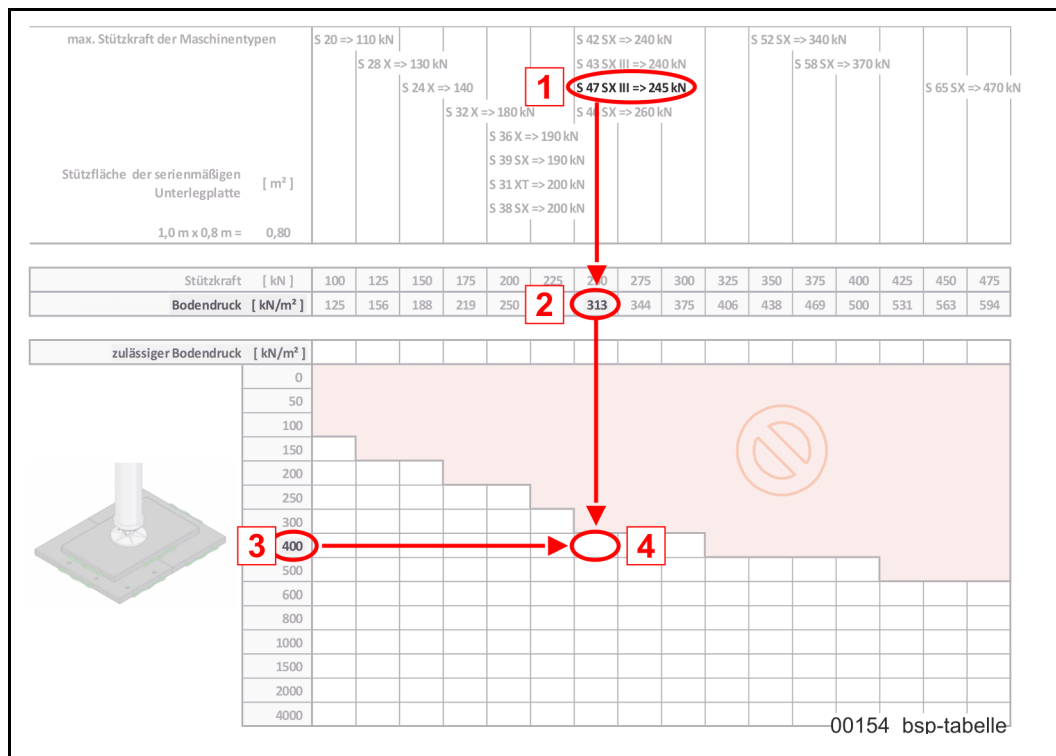 max. Stützkraft der Maschinentypen S 20 => 110 kN S 42 SX => 240 kN S 52 SX => 340 kN
S 28 X => 130 kN S 43 SX III => 240 kN S 58 SX => 370 kN
S 24 X => 140 1 S 47 SX III => 245 kN S 65 SX => 470 kN
S 32 X => 180 kN SX => 260 kN
S 36 X => 190 kN
S 39 SX => 190 kN
Stützfläche der serienmäßigen
Unterlegplatte [ m² ] S 31 XT => 200 kN
S 38 SX => 200 kN
1,0 m x 0,8 m = 0,80
Stützkraft [ kN ] 100 125 150 175 200 225 275 300 325 350 375 400 425 450 475
Bodendruck [ kN/m² ] 125 156 188 219 250 2 313 344 375 406 438 469 500 531 563 594
zulässiger Bodendruck [ kN/m² ]
0
50
100
150
200
250
300
3 400 4
500
600
800
1000
1500
2000
4000
00154 bsp-tabelle